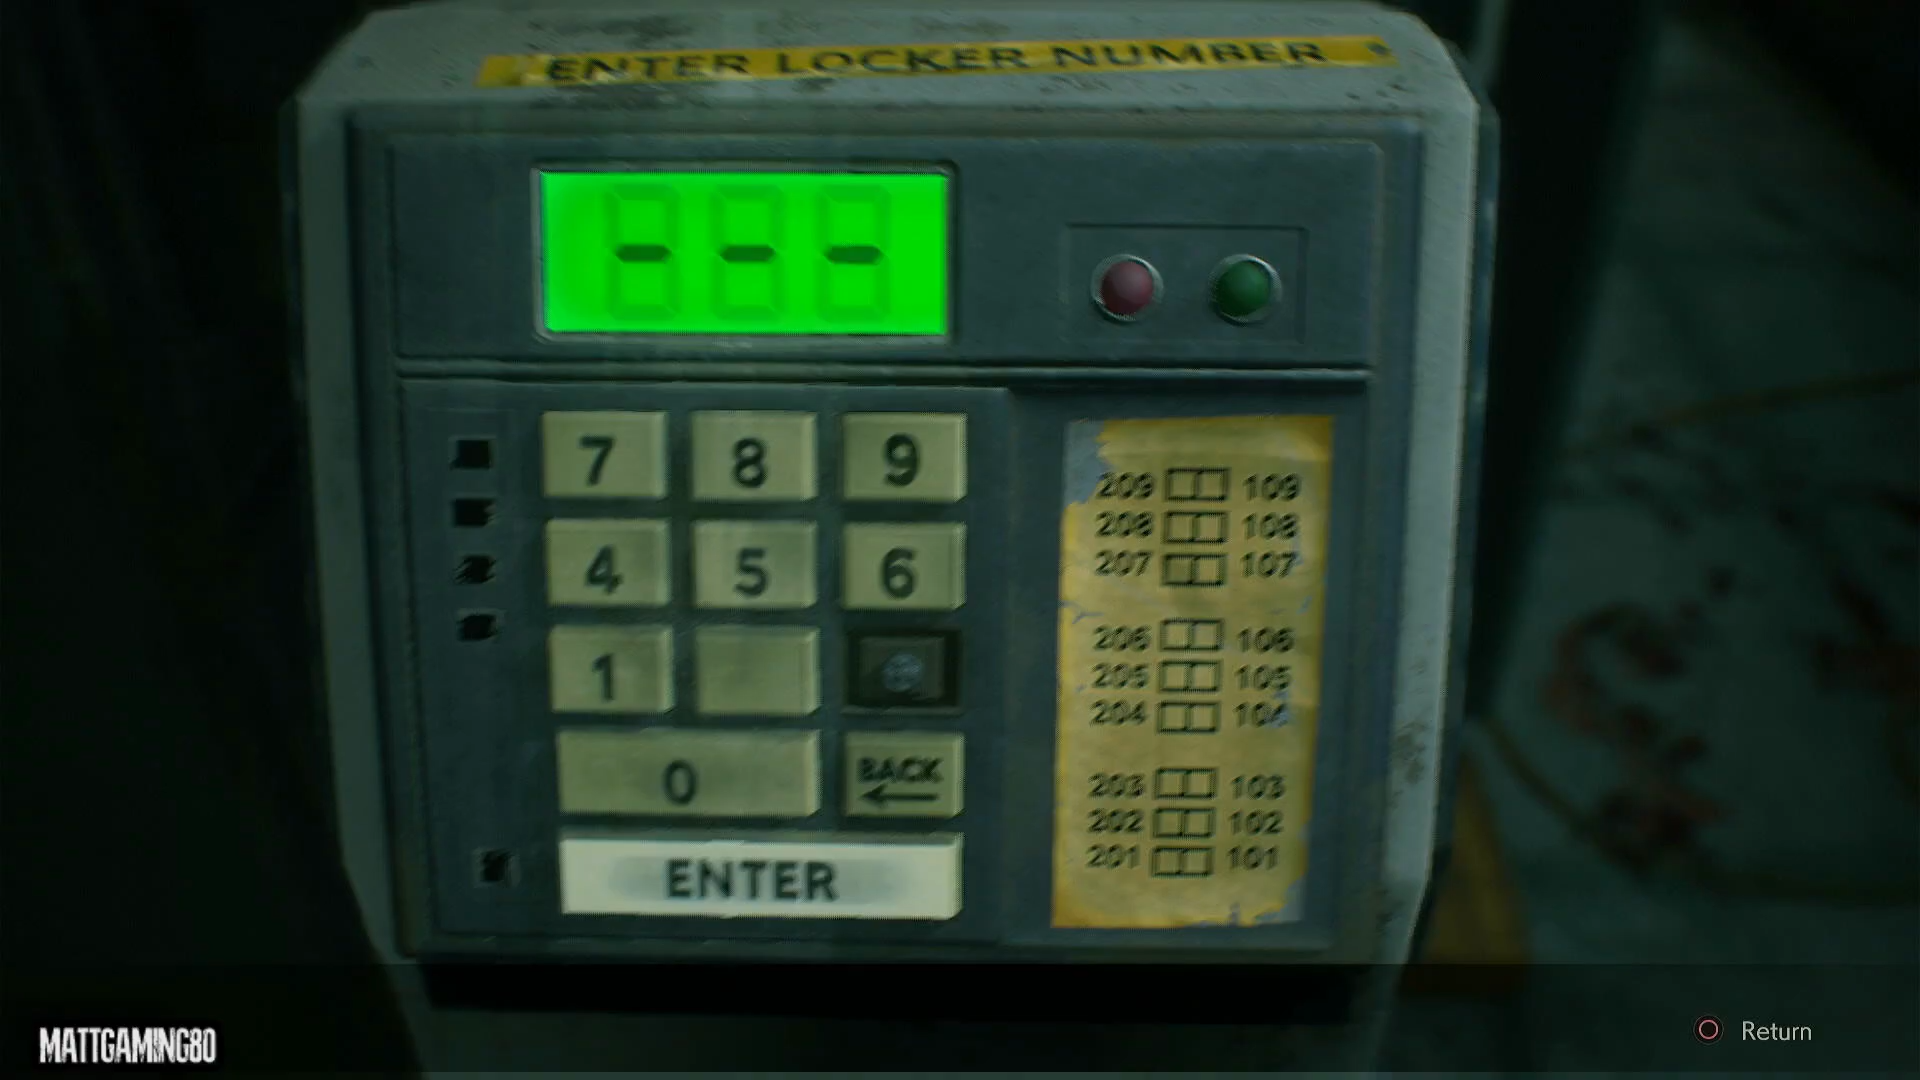 ENTER LOCKER NUMBER
- - -
7 8 9
4 5 6
1
0 BACK
ENTER
209 109
208 108
207 107
206 106
205 105
204 104
203 103
202 102
201 101
MATTGAMING80
Return